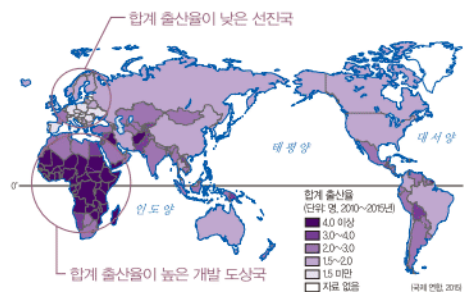 합계 출산율이 낮은 선진국
태평양
대서양
0°
인도양
합계 출산율
(단위: 명, 2010~2015년)
4.0 이상
3.0~4.0
2.0~3.0
1.5~2.0
1.5 미만
자료 없음
(국제 연합, 2015)
합계 출산율이 높은 개발 도상국